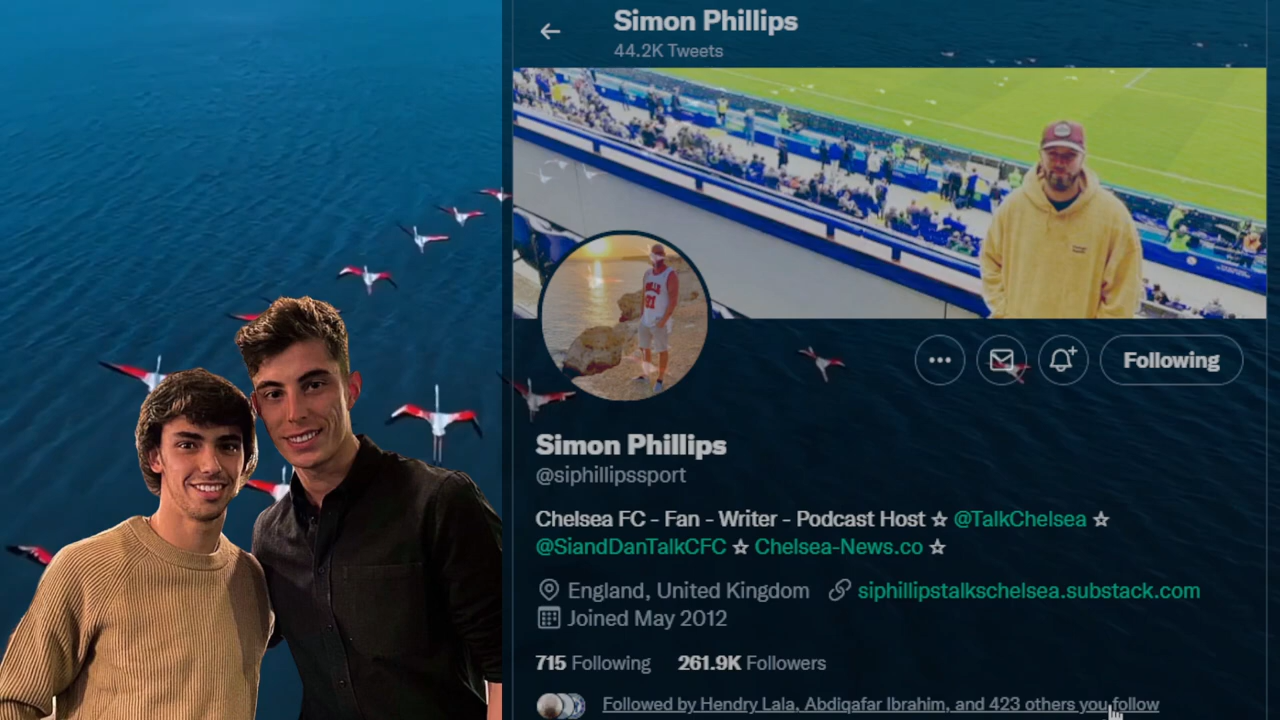 Simon Phillips
44.2K Tweets
Following
Simon Phillips
@siphillipssport
Chelsea FC - Fan - Writer - Podcast Host ☆ @TalkChelsea ☆
@SiandDanTalkCFC ☆ Chelsea-News.co ☆
England, United Kingdom siphillipstalkschelsea.substack.com
Joined May 2012
715 Following 261.9K Followers
Followed by Hendry Lala, Abdiqafar Ibrahim, and 423 others you follow